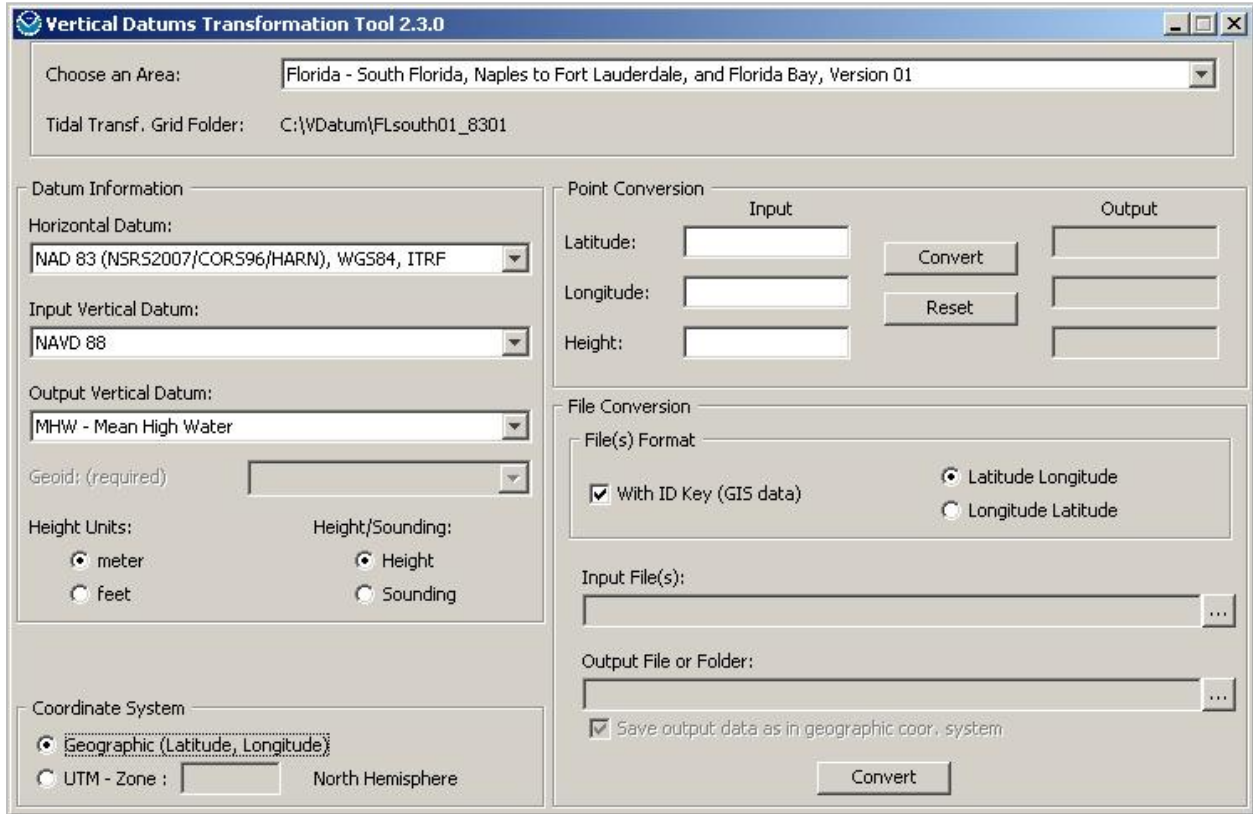 Vertical Datums Transformation Tool 2.3.0
Choose an Area:
Florida - South Florida, Naples to Fort Lauderdale, and Florida Bay, Version 01
Tidal Transf. Grid Folder:
C:\VDatum\FLsouth01_8301
Datum Information
Horizontal Datum:
NAD 83 (NSRS2007/CORS96/HARN), WGS84, ITRF
Input Vertical Datum:
NAVD 88
Output Vertical Datum:
MHW - Mean High Water
Geoid: (required)
Height Units:
meter
feet
Height/Sounding:
Height
Sounding
Coordinate System
Geographic (Latitude, Longitude)
UTM - Zone :
North Hemisphere
Point Conversion
Input
Output
Latitude:
Longitude:
Height:
Convert
Reset
File Conversion
File(s) Format
With ID Key (GIS data)
Latitude Longitude
Longitude Latitude
Input File(s):
...
Output File or Folder:
...
Save output data as in geographic coor. system
Convert